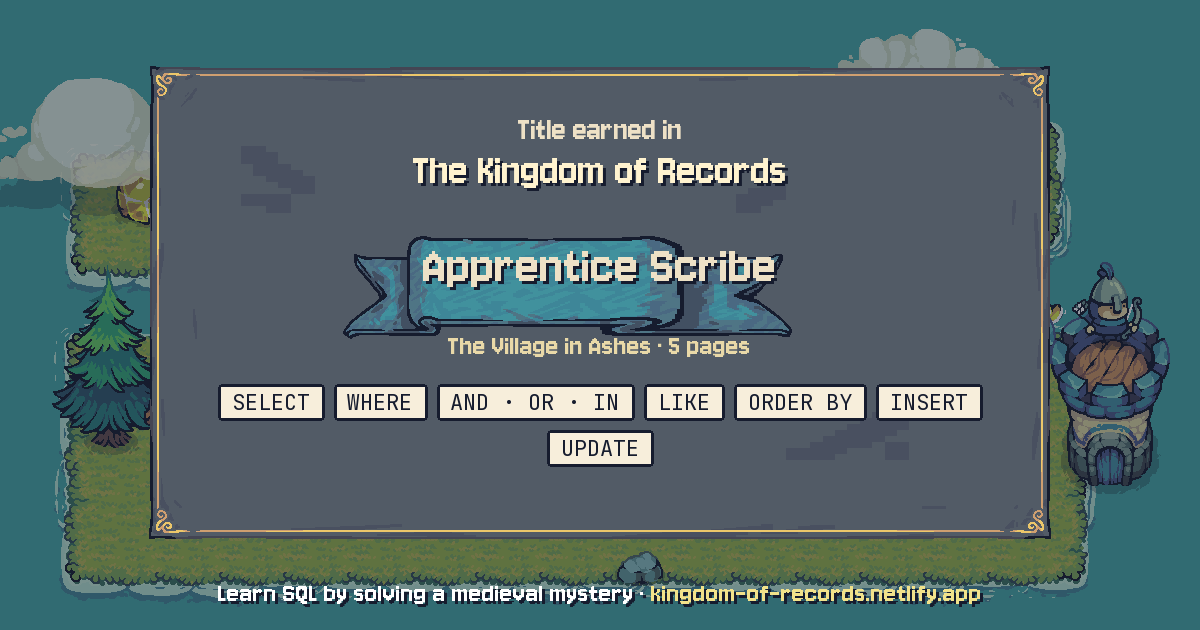 Title earned in
The Kingdom of Records
Apprentice Scribe
The Village in Ashes · 5 pages
SELECT WHERE AND · OR · IN LIKE ORDER BY INSERT
UPDATE
Learn SQL by solving a medieval mystery · kingdom-of-records.netlify.app